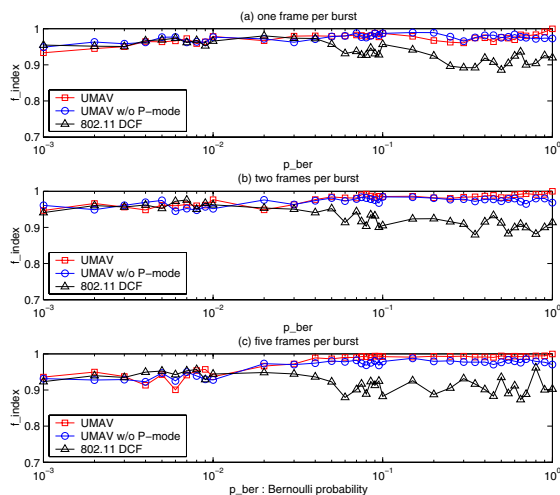 (a) one frame per burst
1
0.9
0.8
0.7
f_index
UMAV
UMAV w/o P-mode
802.11 DCF
10^-3
10^-2
10^-1
10^0
p_ber
(b) two frames per burst
1
0.9
0.8
0.7
f_index
UMAV
UMAV w/o P-mode
802.11 DCF
10^-3
10^-2
10^-1
10^0
p_ber
(c) five frames per burst
1
0.9
0.8
0.7
f_index
UMAV
UMAV w/o P-mode
802.11 DCF
10^-3
10^-2
10^-1
10^0
p_ber : Bernoulli probability